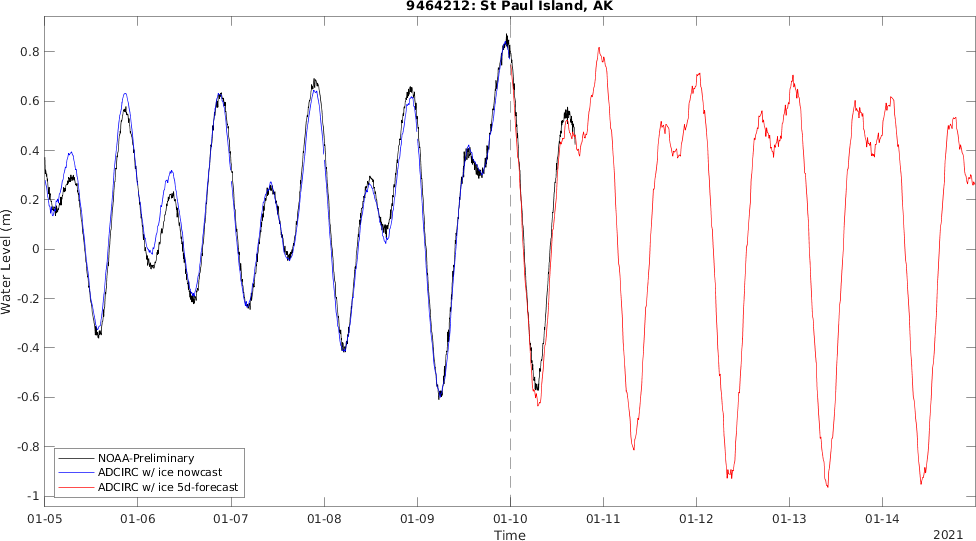 9464212: St Paul Island, AK
0.8
0.6
0.4
0.2
0
-0.2
-0.4
-0.6
-0.8
-1
Water Level (m)
NOAA-Preliminary
ADCIRC w/ ice nowcast
ADCIRC w/ ice 5d-forecast
01-05 01-06 01-07 01-08 01-09 01-10 01-11 01-12 01-13 01-14
Time
2021